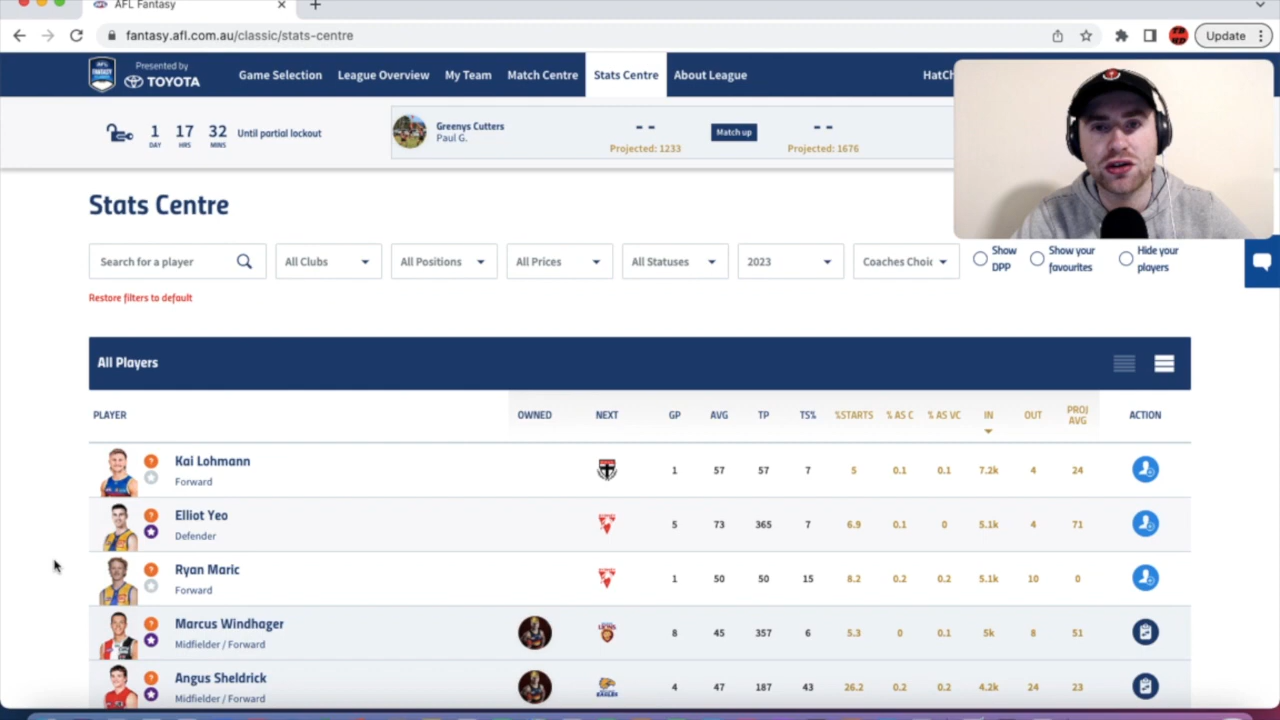 AFL Fantasy
fantasy.afl.com.au/classic/stats-centre
Update
Presented by
TOYOTA
Game Selection
League Overview
My Team
Match Centre
Stats Centre
About League
1 17 32 Until partial lockout
DAY HRS MINS
Greenys Cutters
Paul G.
- -
Projected: 1233
Match up
- -
Projected: 1676
Stats Centre
Search for a player
All Clubs
All Positions
All Prices
All Statuses
2023
Coaches Choic
Show DPP
Show your favourites
Hide your players
Restore filters to default
All Players
PLAYER OWNED NEXT GP AVG TP TS% %STARTS % AS C % AS VC IN OUT PROJ AVG ACTION
Kai Lohmann
Forward
1 57 57 7 5 0.1 0.1 7.2k 4 24
Elliot Yeo
Defender
5 73 365 7 6.9 0.1 0 5.1k 4 71
Ryan Maric
Forward
1 50 50 15 8.2 0.2 0.2 5.1k 10 0
Marcus Windhager
Midfielder / Forward
8 45 357 6 5.3 0 0.1 5k 8 51
Angus Sheldrick
Midfielder / Forward
4 47 187 43 26.2 0.2 0.2 4.2k 24 23